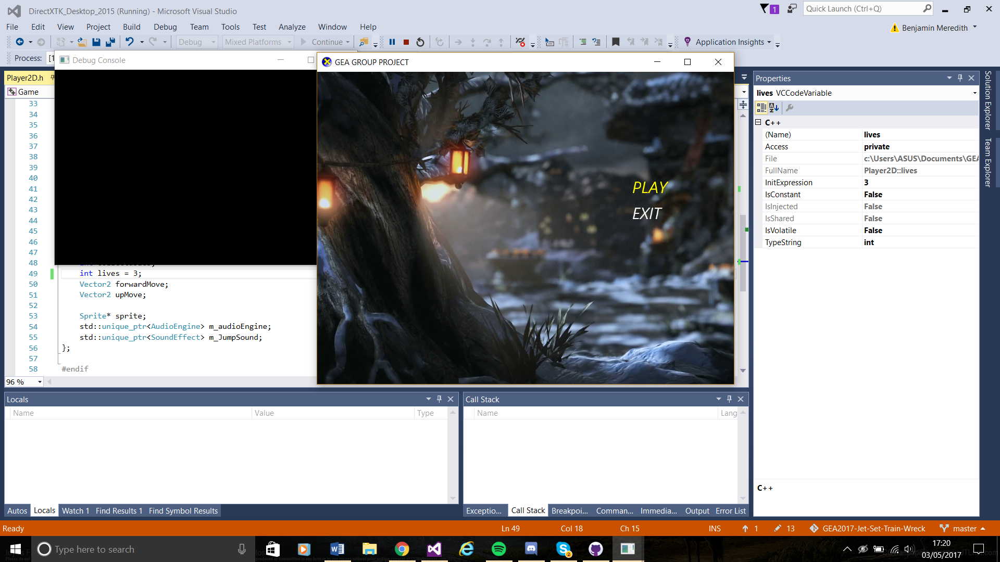 DirectXTK_Desktop_2015 (Running) - Microsoft Visual Studio
1
Quick Launch (Ctrl+Q)
File Edit View Project Build Debug Team Tools Test Analyze Window Help
Benjamin Meredith
Debug Mixed Platforms Continue Application Insights
Process: [1
Debug Console
GEA GROUP PROJECT
Player2D.h
Game
33
34
35
36
37
38
39
40
41
42
43
44
45
46
47
48
49 int lives = 3;
50 Vector2 forwardMove;
51 Vector2 upMove;
52
53 Sprite* sprite;
54 std::unique_ptr<AudioEngine> m_audioEngine;
55 std::unique_ptr<SoundEffect> m_JumpSound;
56 };
57
58 #endif
96 %
PLAY
EXIT
Properties
lives VCCodeVariable
C++
(Name) lives
Access private
File c:\Users\ASUS\Documents\GEA
FullName Player2D::lives
InitExpression 3
IsConstant False
IsInjected False
IsShared False
IsVolatile False
TypeString int
C++
Solution Explorer
Team Explorer
Locals
Name Value Type
Autos Locals Watch 1 Find Results 1 Find Symbol Results
Call Stack
Name Lang
Exceptio... Call Stack Breakpoi... Comman... Immedia... Output Error List
Ready Ln 49 Col 18 Ch 15 INS 1 13 GEA2017-Jet-Set-Train-Wreck master
Type here to search
2
17:20
03/05/2017